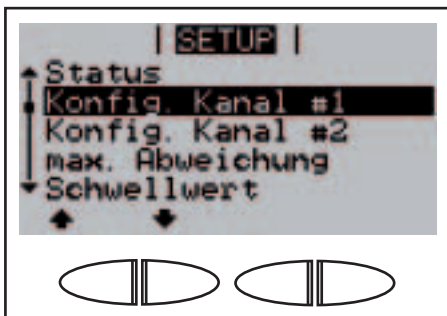 SETUP
Status
Konfig. Kanal #1
Konfig. Kanal #2
max. Abweichung
Schwellwert